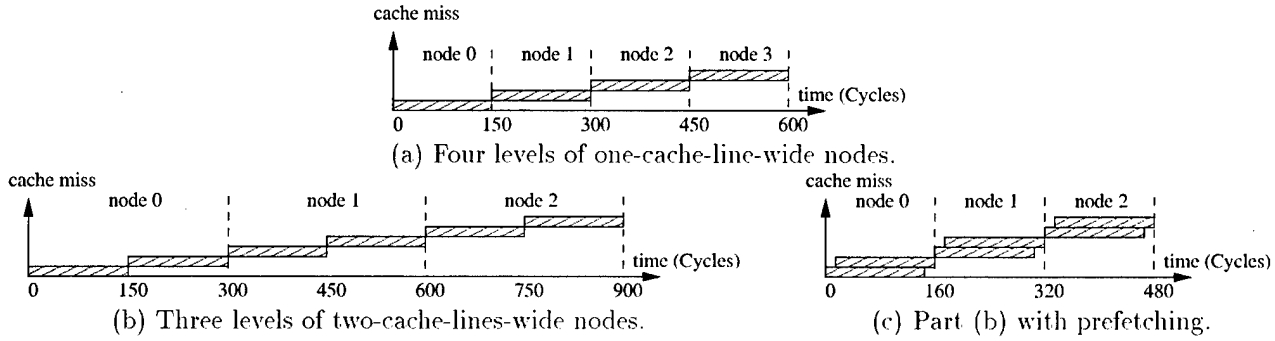 cache miss
node 0 node 1 node 2 node 3
time (Cycles)
0 150 300 450 600
(a) Four levels of one-cache-line-wide nodes.
cache miss
node 0 node 1 node 2
time (Cycles)
0 150 300 450 600 750 900
(b) Three levels of two-cache-lines-wide nodes.
cache miss
node 0 node 1 node 2
time (Cycles)
0 160 320 480
(c) Part (b) with prefetching.